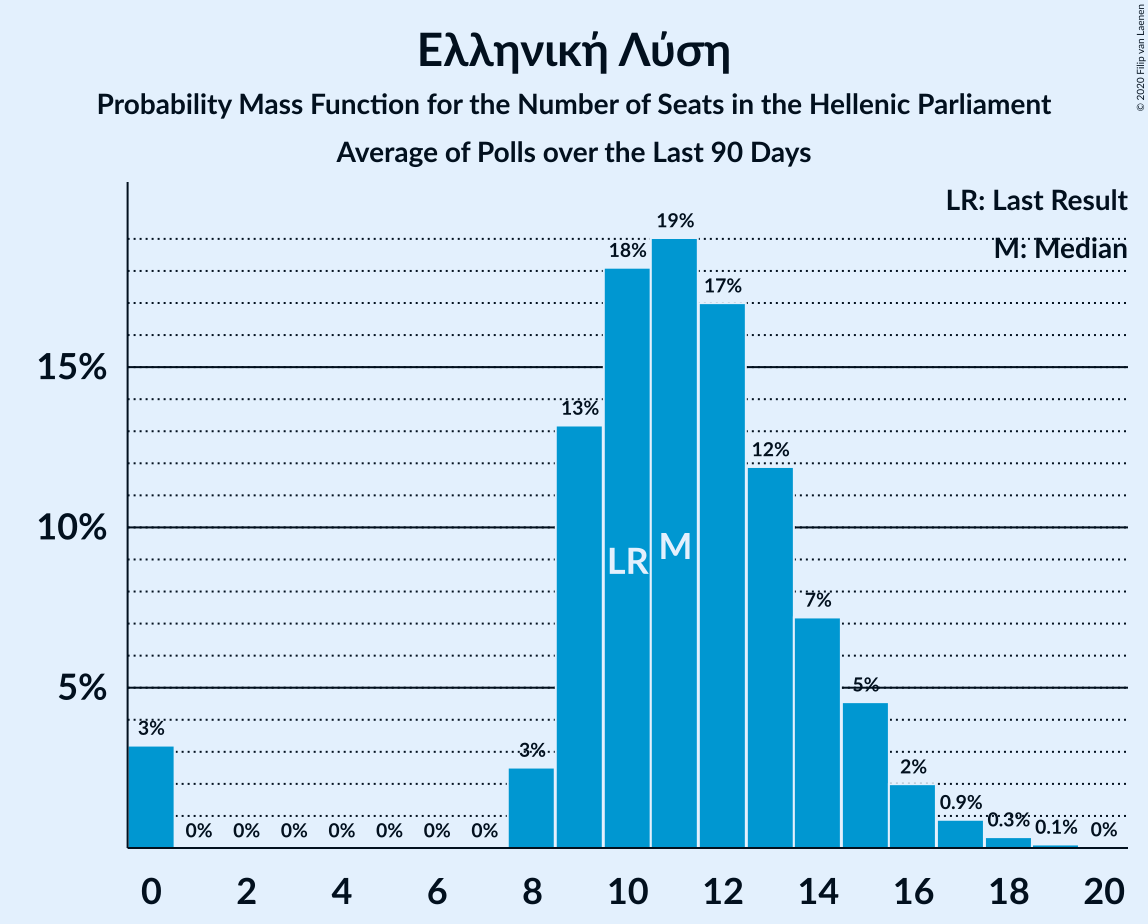 Ελληνική Λύση
Probability Mass Function for the Number of Seats in the Hellenic Parliament
Average of Polls over the Last 90 Days
© 2020 Filip van Laenen
LR: Last Result
M: Median
19%
18%
17%
15%
13%
12%
LR
M
10%
7%
5%
5%
3%
3%
2%
0.9%
0.3%
0.1%
0%
0%
0%
0%
0%
0%
0%
0%
0 2 4 6 8 10 12 14 16 18 20